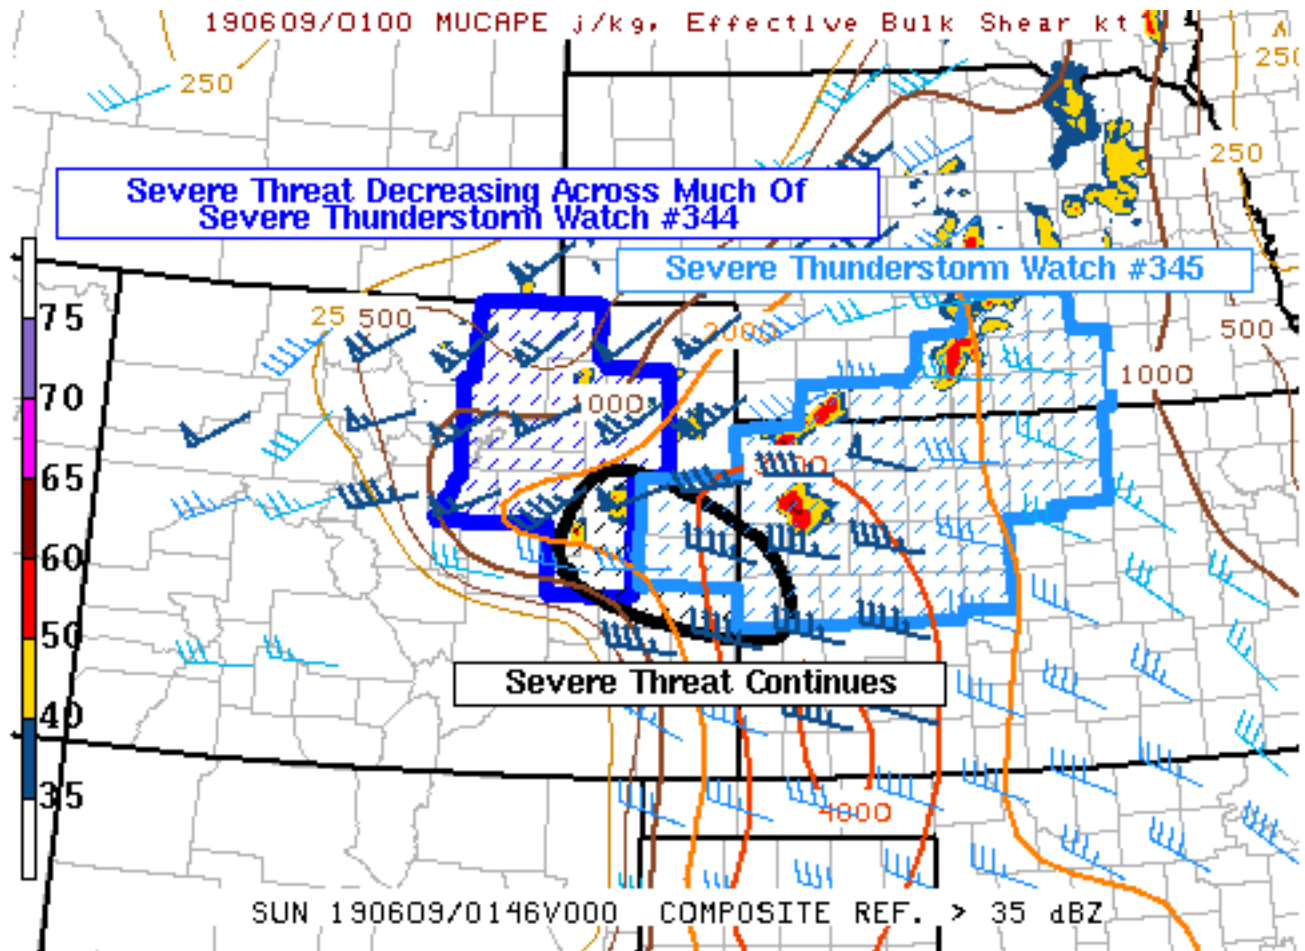 190609/0100 MUCAPE j/kg, Effective Bulk Shear kt
250
250
250
Severe Threat Decreasing Across Much Of
Severe Thunderstorm Watch #344
Severe Thunderstorm Watch #345
75
25
500
2000
500
70
1000
1000
65
60
50
Severe Threat Continues
40
35
4000
SUN 190609/0146V000 COMPOSITE REF. > 35 dBZ